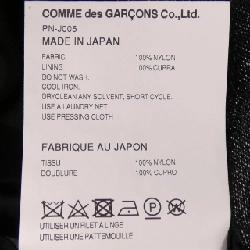 COMME des GARÇONS Co.,Ltd.
PN-J005
MADE IN JAPAN
FABRIC 100% NYLON
LINING 100% CUPRA
DO NOT WASH.
COOL IRON.
DRYCLEAN ANY SOLVENT, SHORT CYCLE.
USE A LAUNDRY NET
USE PRESSING CLOTH
FABRIQUE AU JAPON
TISSU 100% NYLON
DOUBLURE 100% CUPRO
P
UTILISER UN FILET A LINGE
UTILISER UNE PATTEMOUILLE